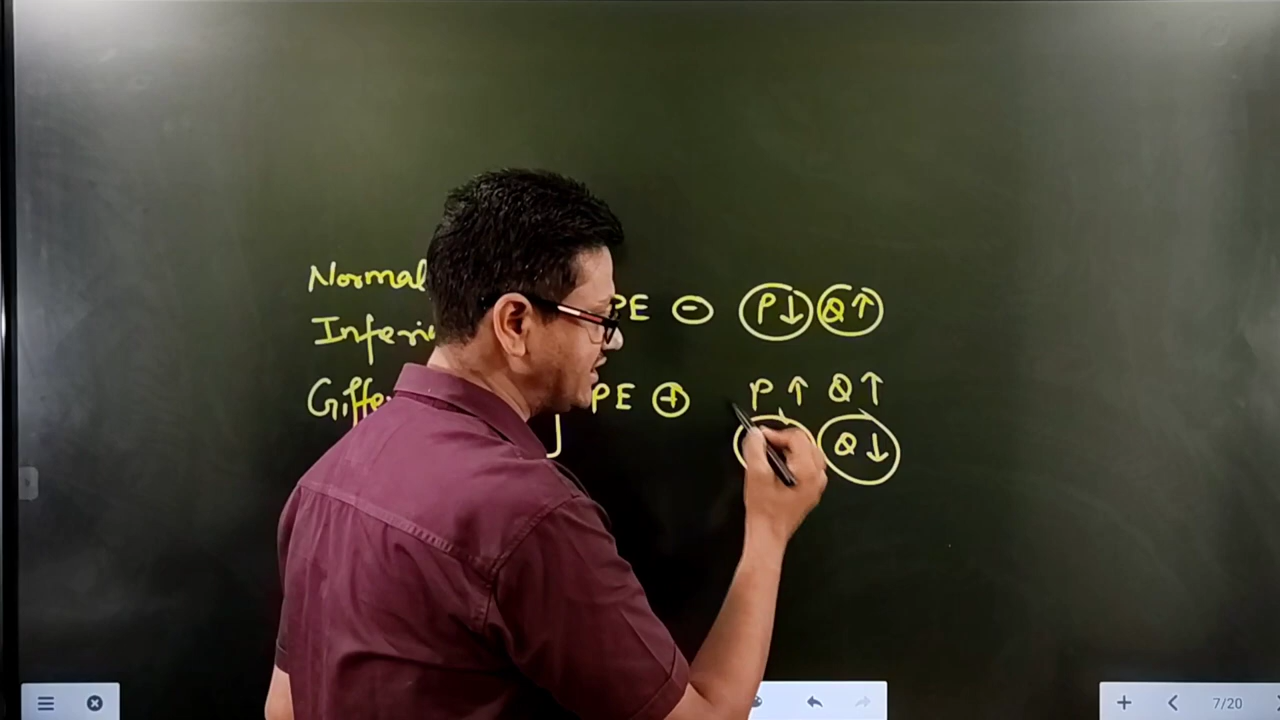 Normal
PE ⊖ P↓ Q↑
PE ⊕ P↑ Q↑
Q↓
7/20